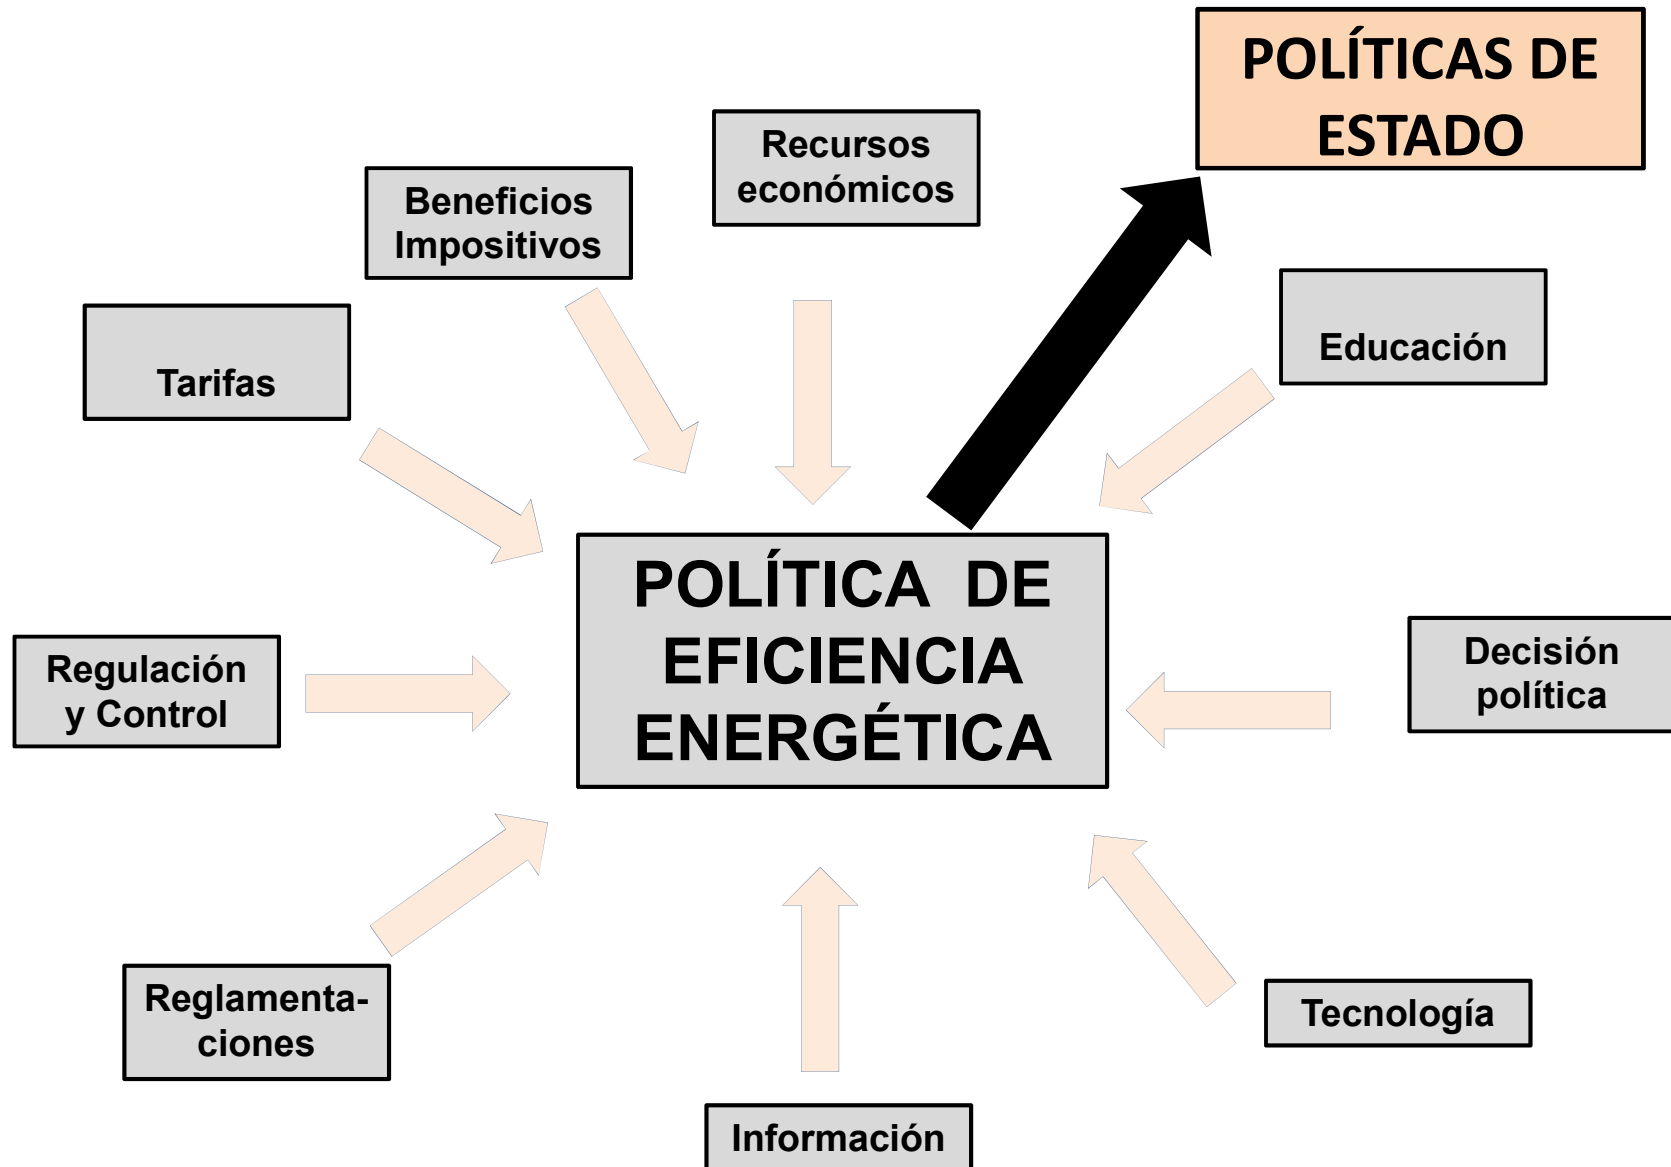 POLÍTICAS DE
ESTADO
Recursos
económicos
Beneficios
Impositivos
Educación
Tarifas
POLÍTICA DE
EFICIENCIA
ENERGÉTICA
Regulación
y Control
Decisión
política
Reglamenta-
ciones
Tecnología
Información